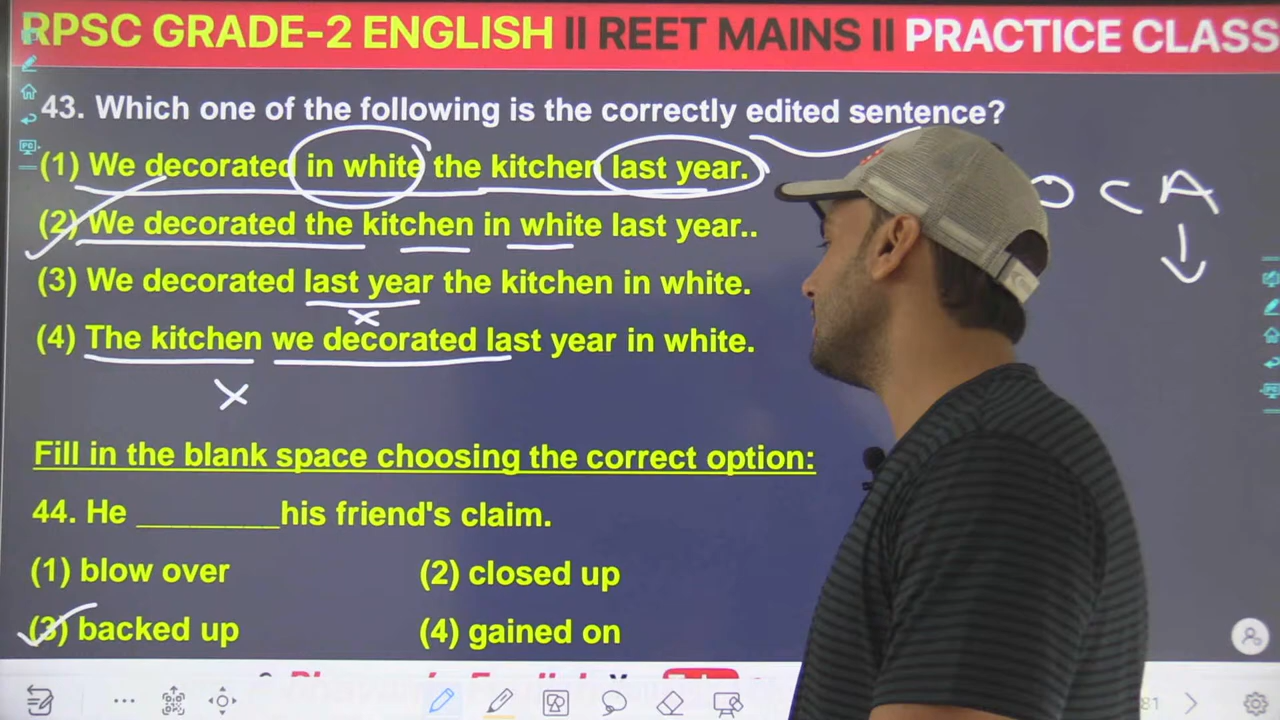 RPSC GRADE-2 ENGLISH II REET MAINS II PRACTICE CLASS
43. Which one of the following is the correctly edited sentence?
(1) We decorated in white the kitchen last year.
(2) We decorated the kitchen in white last year..
(3) We decorated last year the kitchen in white.
(4) The kitchen we decorated last year in white.
O C A
Fill in the blank space choosing the correct option:
44. He ________his friend's claim.
(1) blow over
(2) closed up
(3) backed up
(4) gained on
81